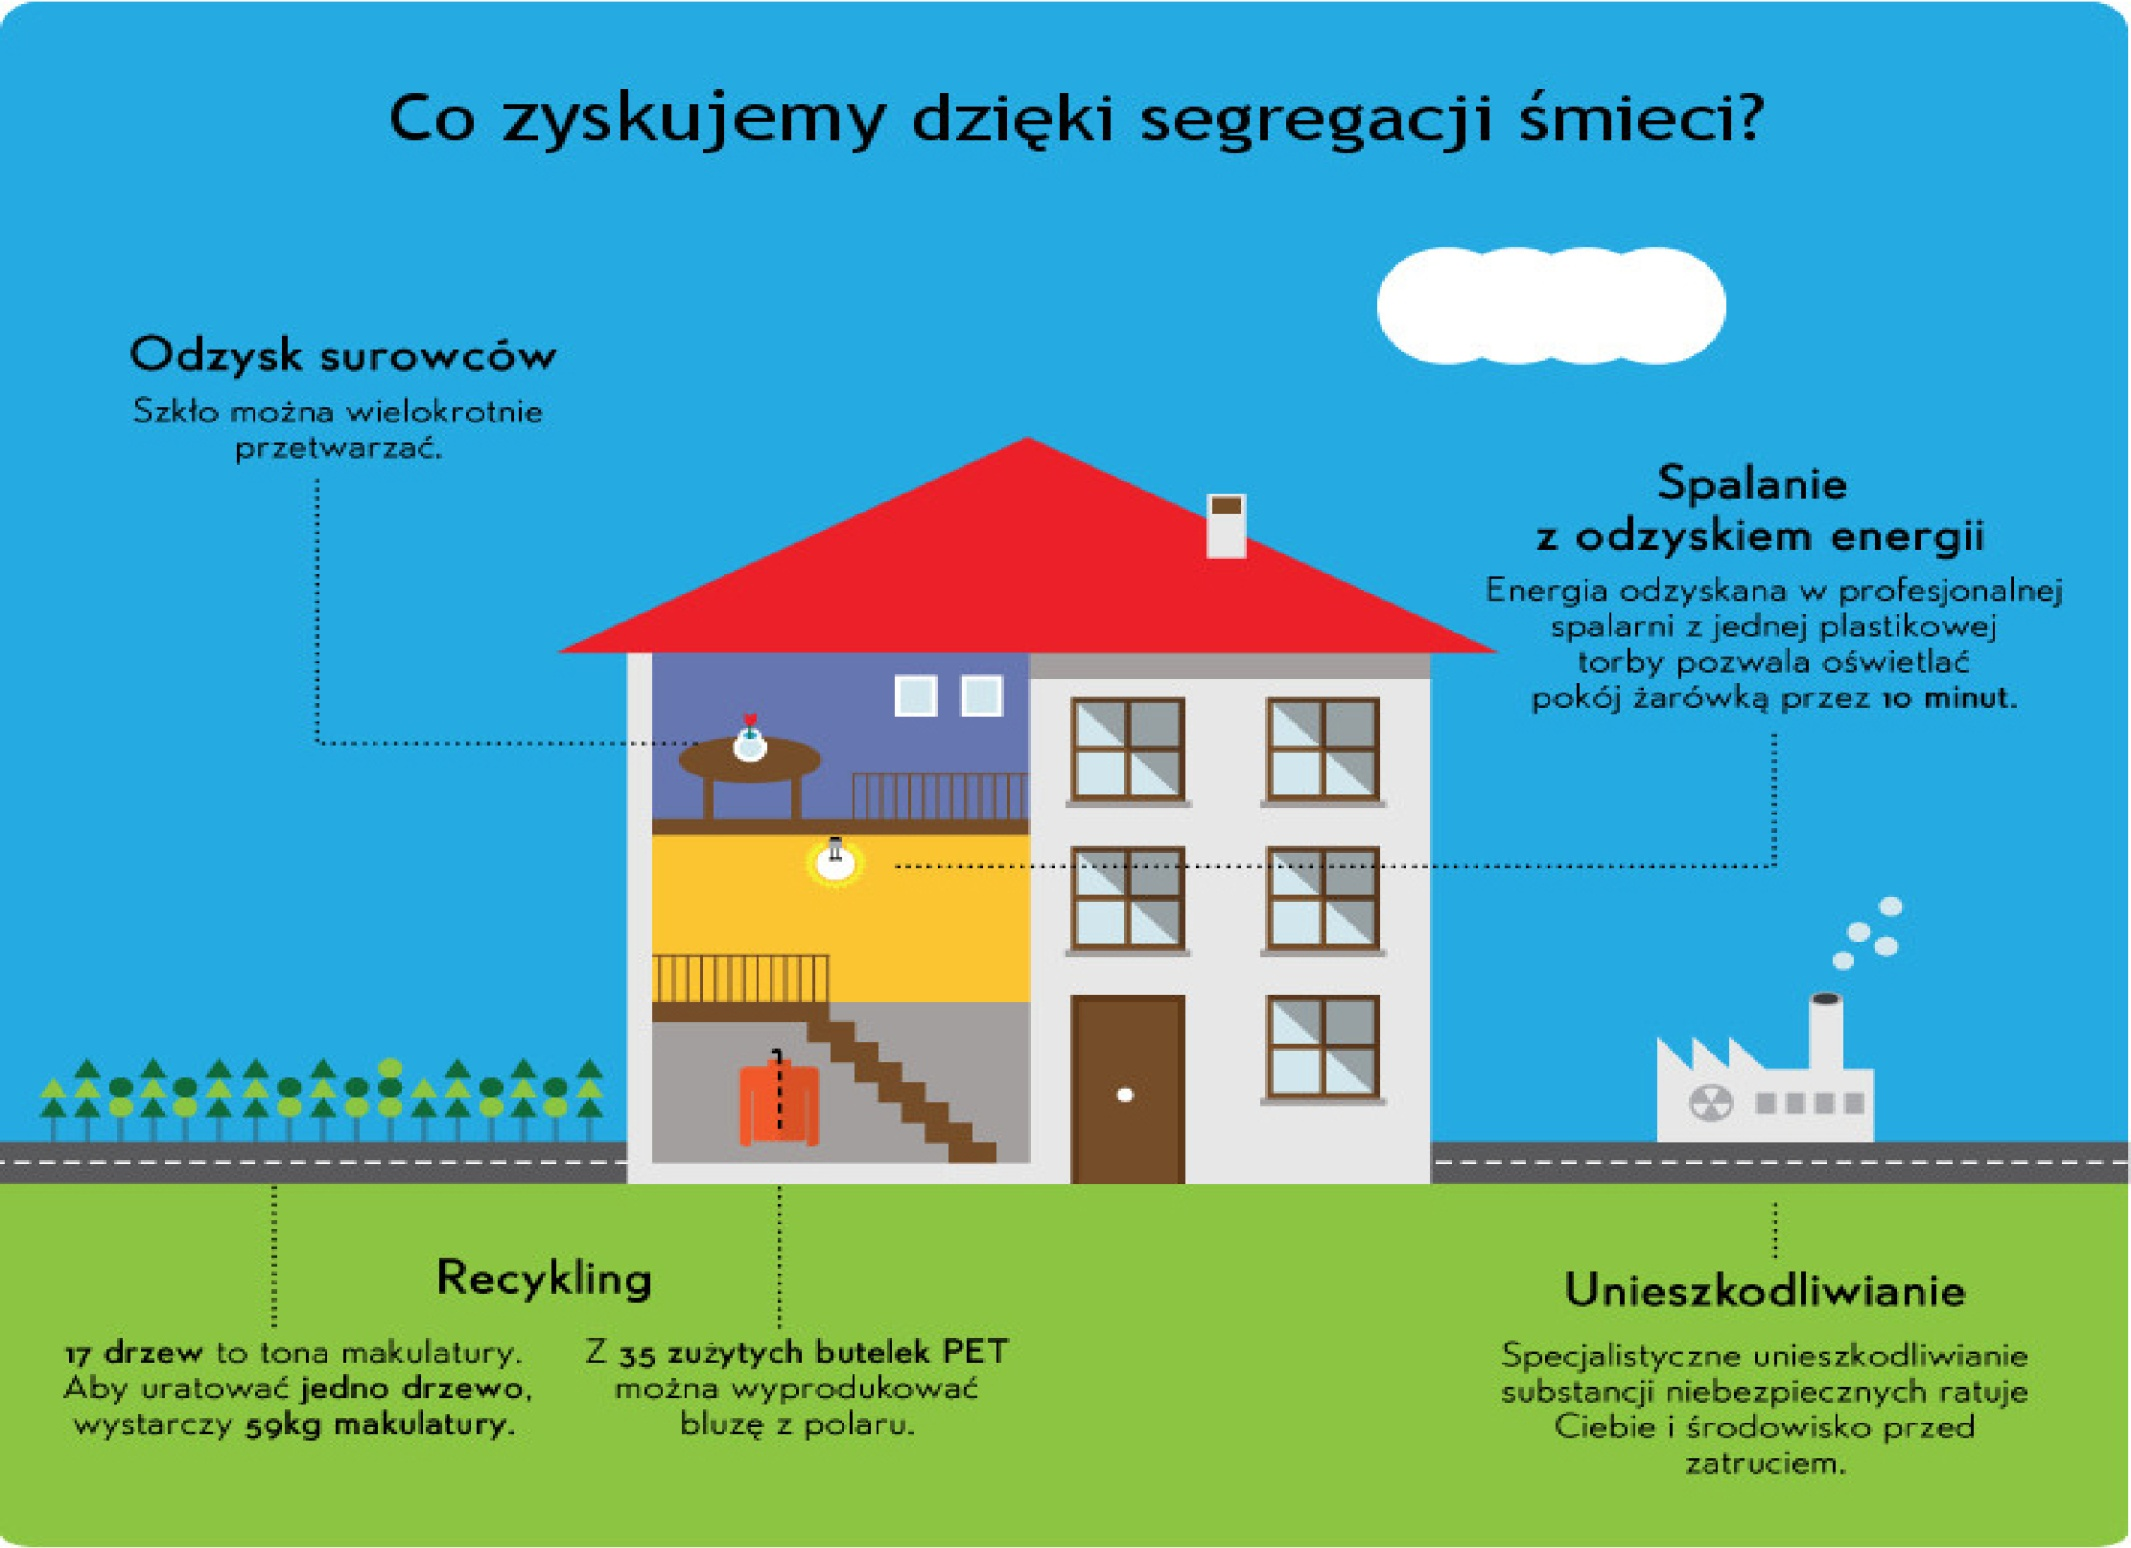 Co zyskujemy dzięki segregacji śmieci?
Odzysk surowców
Szkło można wielokrotnie
przetwarzać.
Spalanie
z odzyskiem energii
Energia odzyskana w profesjonalnej
spalarni z jednej plastikowej
torby pozwala oświetlać
pokój żarówką przez 10 minut.
Recykling
17 drzew to tona makulatury.
Aby uratować jedno drzewo,
wystarczy 59kg makulatury.
Z 35 zużytych butelek PET
można wyprodukować
bluzę z polaru.
Unieszkodliwianie
Specjalistyczne unieszkodliwianie
substancji niebezpiecznych ratuje
Ciebie i środowisko przed
zatruciem.